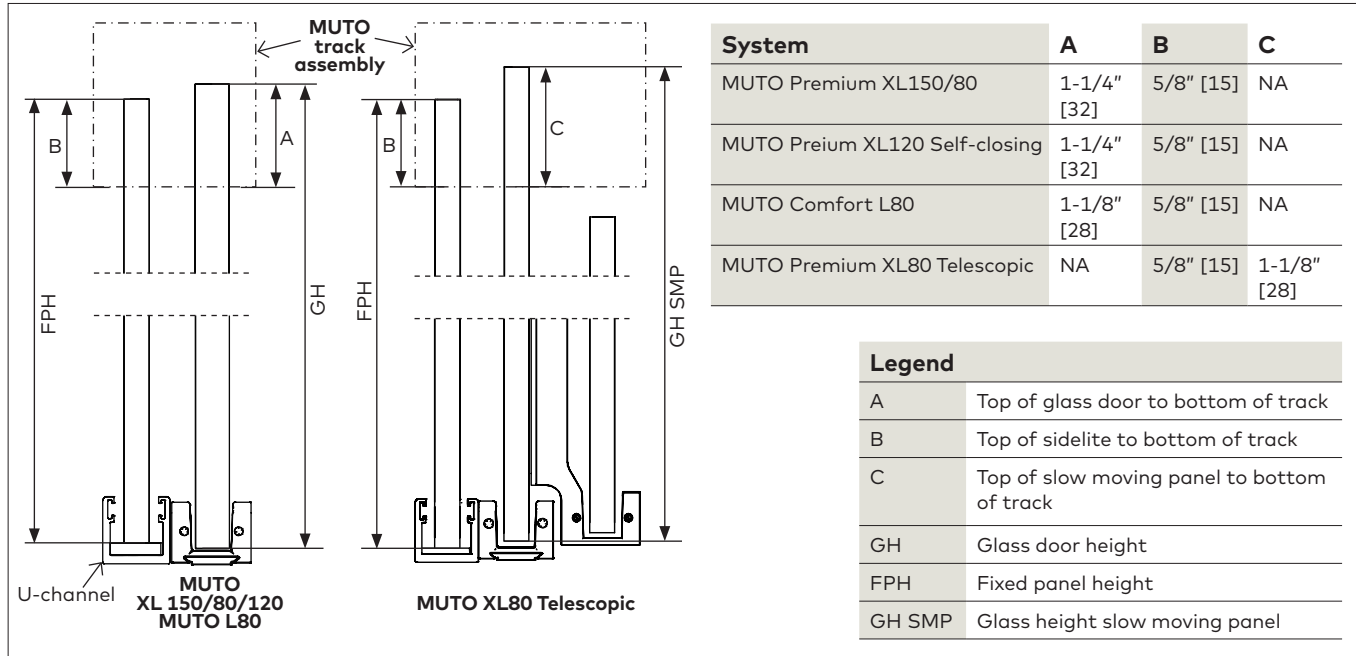 MUTO
track
assembly
B
A
FPH
GH
U-channel
MUTO
XL 150/80/120
MUTO L80
B
C
FPH
GH SMP
MUTO XL80 Telescopic
System A B C
MUTO Premium XL150/80 1-1/4" 5/8" [15] NA
[32]
MUTO Preium XL120 Self-closing 1-1/4" 5/8" [15] NA
[32]
MUTO Comfort L80 1-1/8" 5/8" [15] NA
[28]
MUTO Premium XL80 Telescopic NA 5/8" [15] 1-1/8"
[28]
Legend
A Top of glass door to bottom of track
B Top of sidelite to bottom of track
C Top of slow moving panel to bottom
of track
GH Glass door height
FPH Fixed panel height
GH SMP Glass height slow moving panel